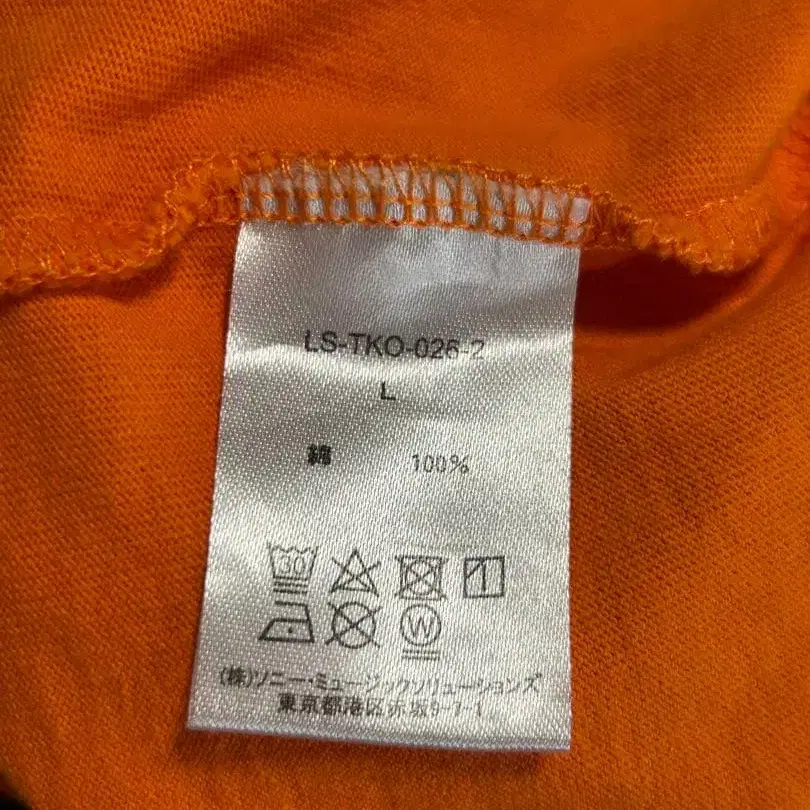 LS-TKO-026-2
L
綿 100%
30
W
(株)ソニー・ミュージックソリューションズ
東京都港区赤坂9-7-1